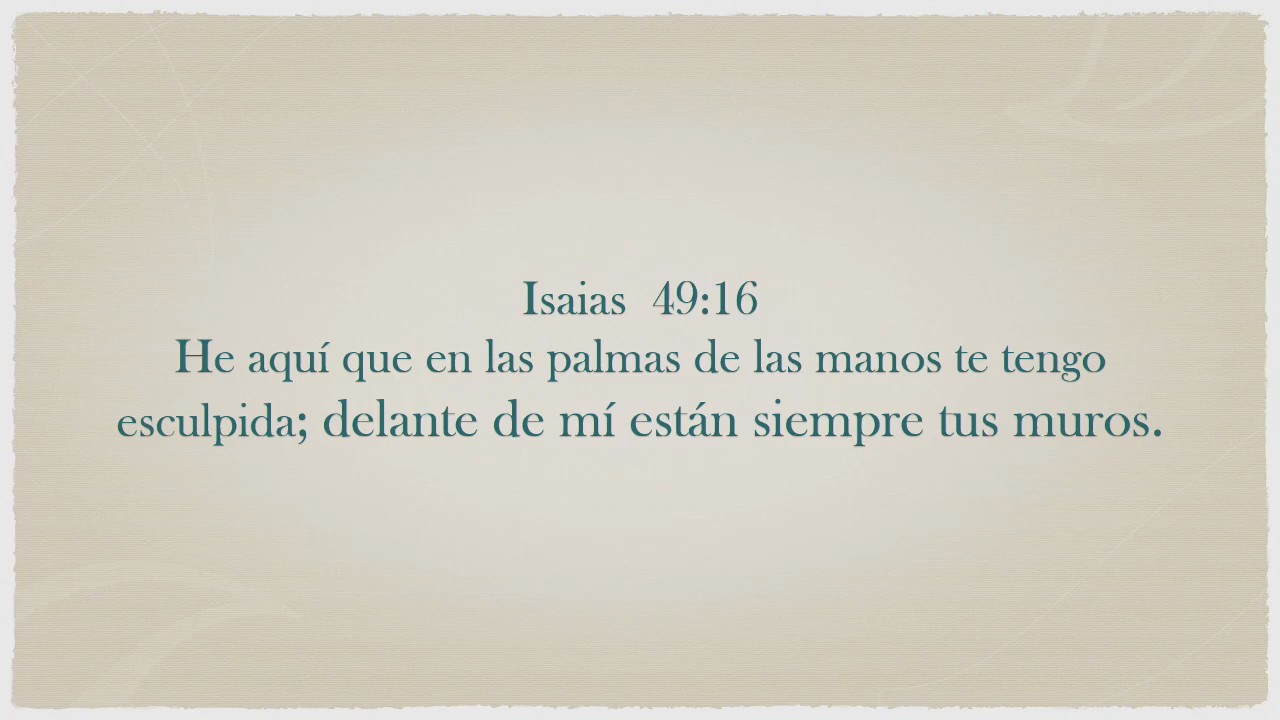 Isaias  49:16
He aquí que en las palmas de las manos te tengo
esculpida; delante de mí están siempre tus muros.